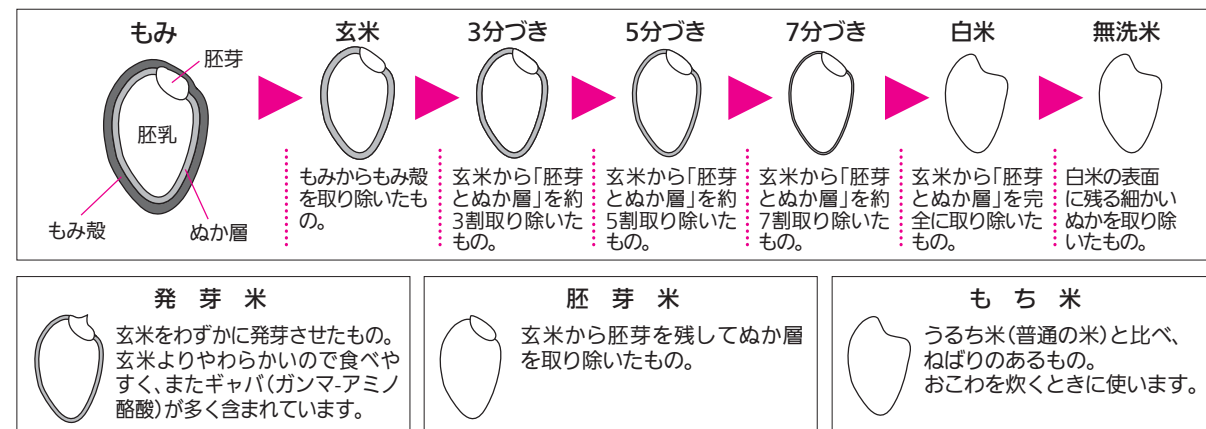 もみ
胚芽
胚乳
もみ殻
ぬか層
玄米
もみからもみ殻
を取り除いたも
の。
3分づき
玄米から「胚芽
とぬか層」を約
3割取り除いた
もの。
5分づき
玄米から「胚芽
とぬか層」を約
5割取り除いた
もの。
7分づき
玄米から「胚芽
とぬか層」を約
7割取り除いた
もの。
白米
玄米から「胚芽
とぬか層」を完
全に取り除いた
もの。
無洗米
白米の表面
に残る細かい
ぬかを取り除
いたもの。
発芽米
玄米をわずかに発芽させたもの。
玄米よりやわらかいので食べや
すく、またギャバ(ガンマ-アミノ
酪酸)が多く含まれています。
胚芽米
玄米から胚芽を残してぬか層
を取り除いたもの。
もち米
うるち米(普通の米)と比べ、
ねばりのあるもの。
おこわを炊くときに使います。